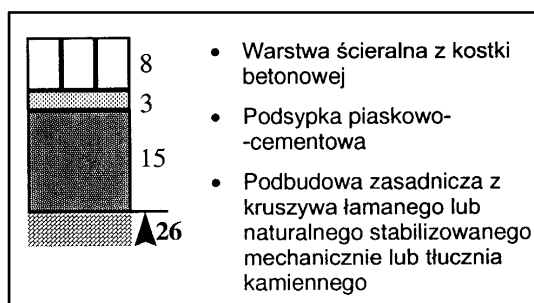 8
3
15
26
• Warstwa ścieralna z kostki
betonowej
• Podsypka piaskowo-
-cementowa
• Podbudowa zasadnicza z
kruszywa łamanego lub
naturalnego stabilizowanego
mechanicznie lub tłucznia
kamiennego